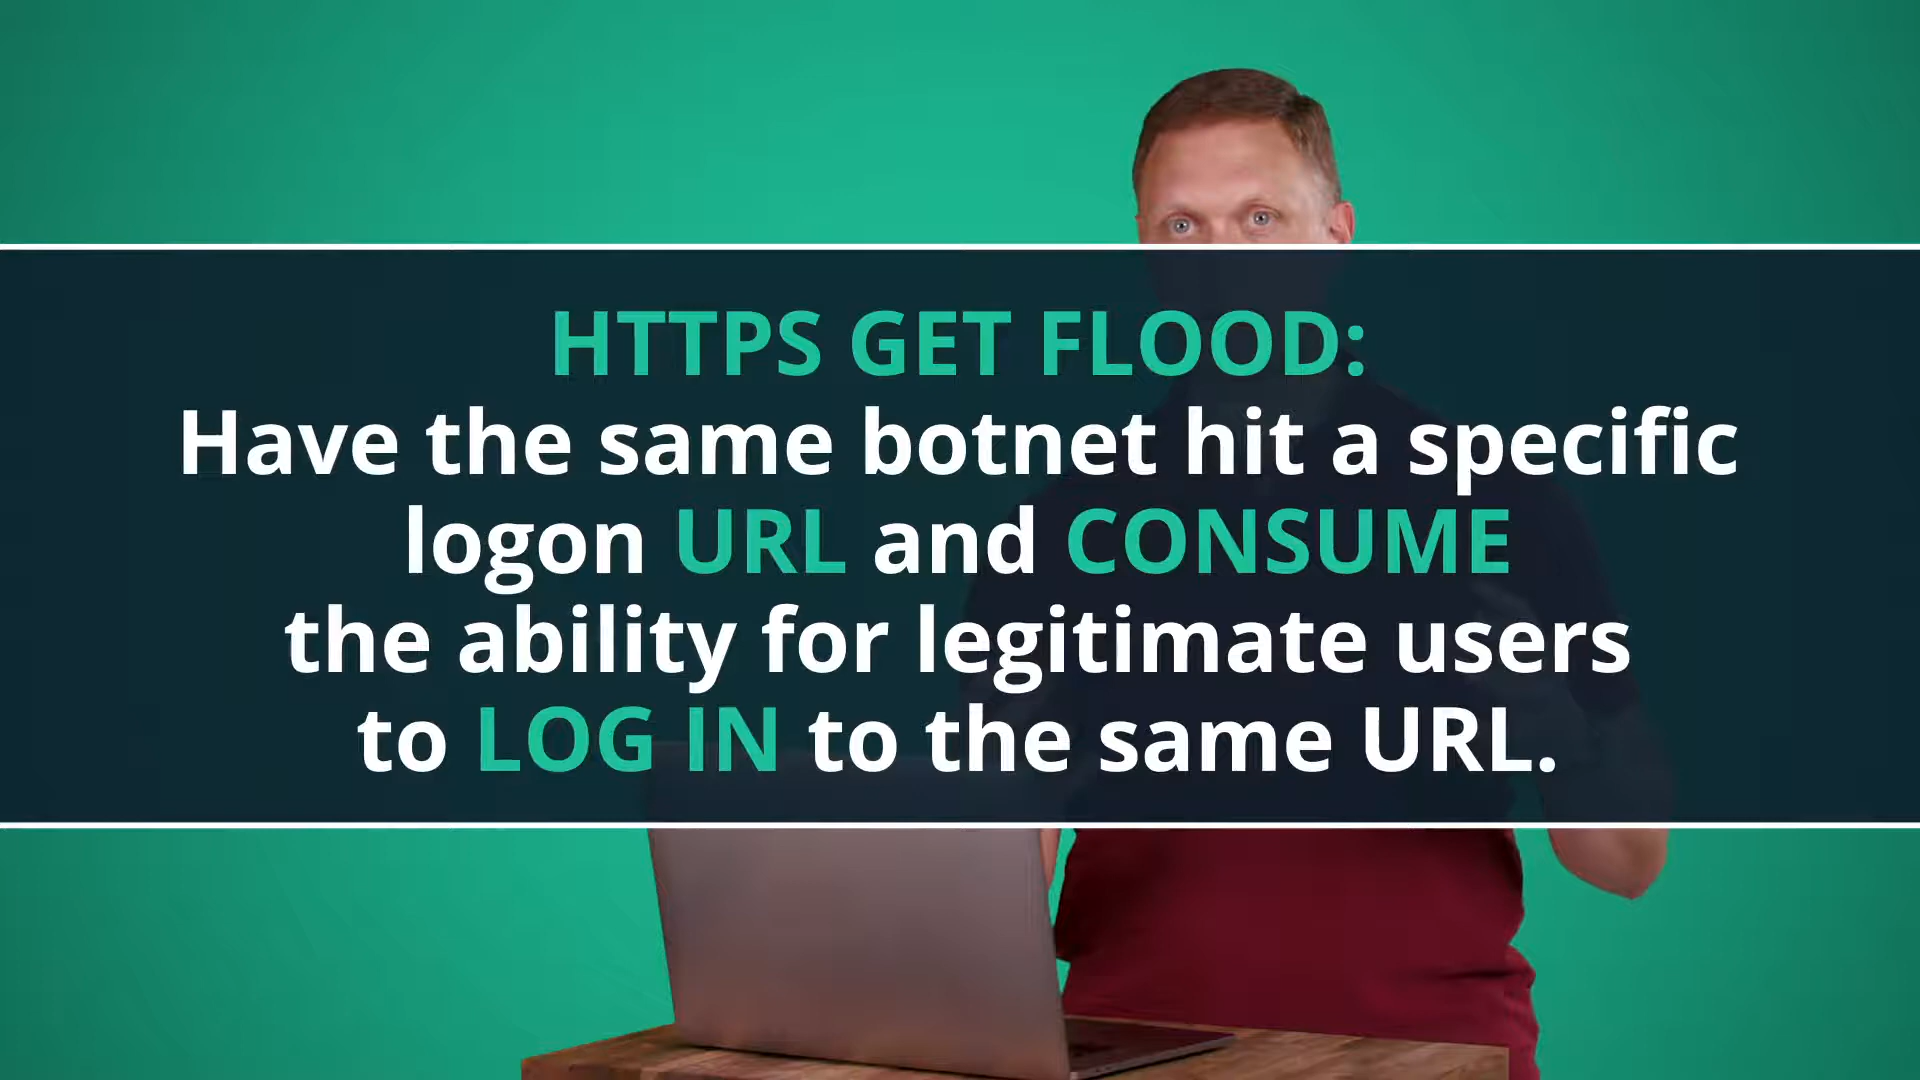 HTTPS GET FLOOD:
Have the same botnet hit a specific
logon URL and CONSUME
the ability for legitimate users
to LOG IN to the same URL.